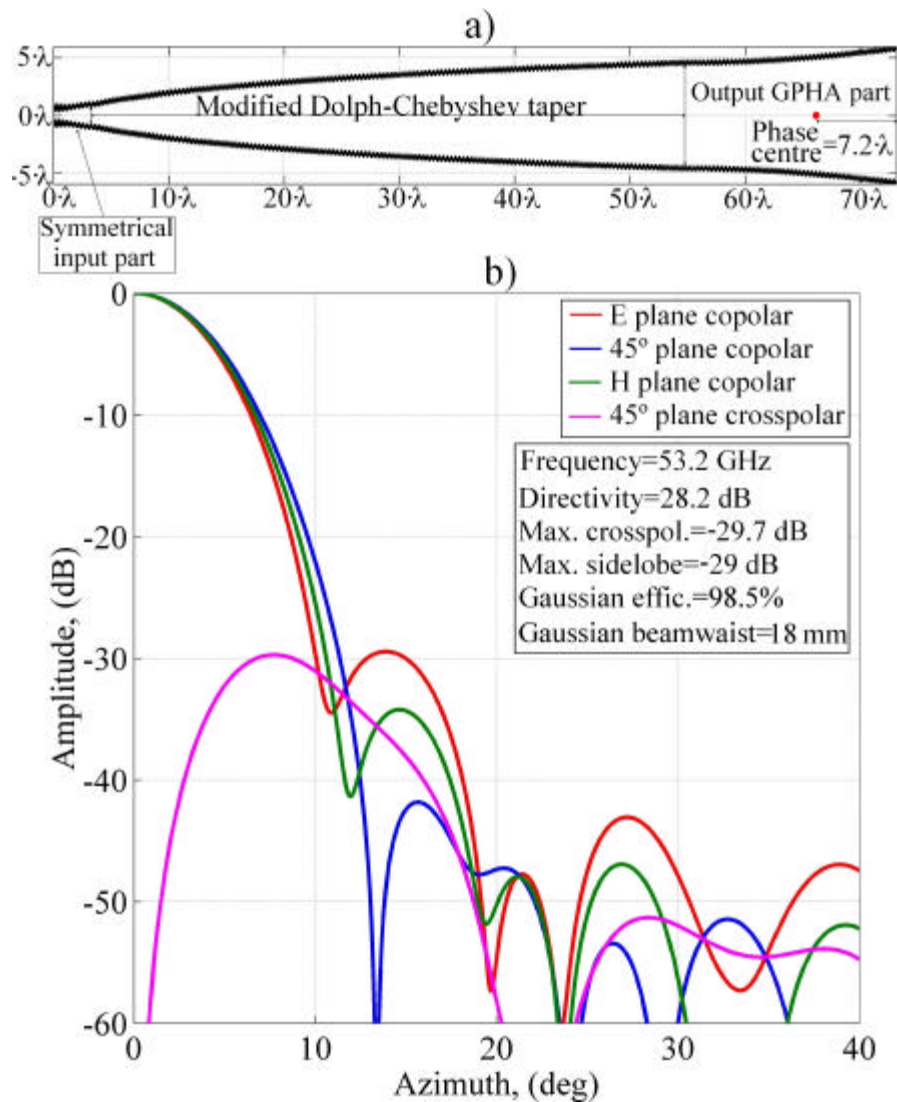 a)
5·λ
0·λ
-5·λ
Modified Dolph-Chebyshev taper
Output GPHA part
Phase
centre=7.2·λ
0·λ
10·λ
20·λ
30·λ
40·λ
50·λ
60·λ
70·λ
Symmetrical
input part
b)
E plane copolar
45º plane copolar
H plane copolar
45º plane crosspolar
Frequency=53.2 GHz
Directivity=28.2 dB
Max. crosspol.=-29.7 dB
Max. sidelobe=-29 dB
Gaussian effic.=98.5%
Gaussian beamwaist=18 mm
Amplitude, (dB)
0
-10
-20
-30
-40
-50
-60
0
10
20
30
40
Azimuth, (deg)